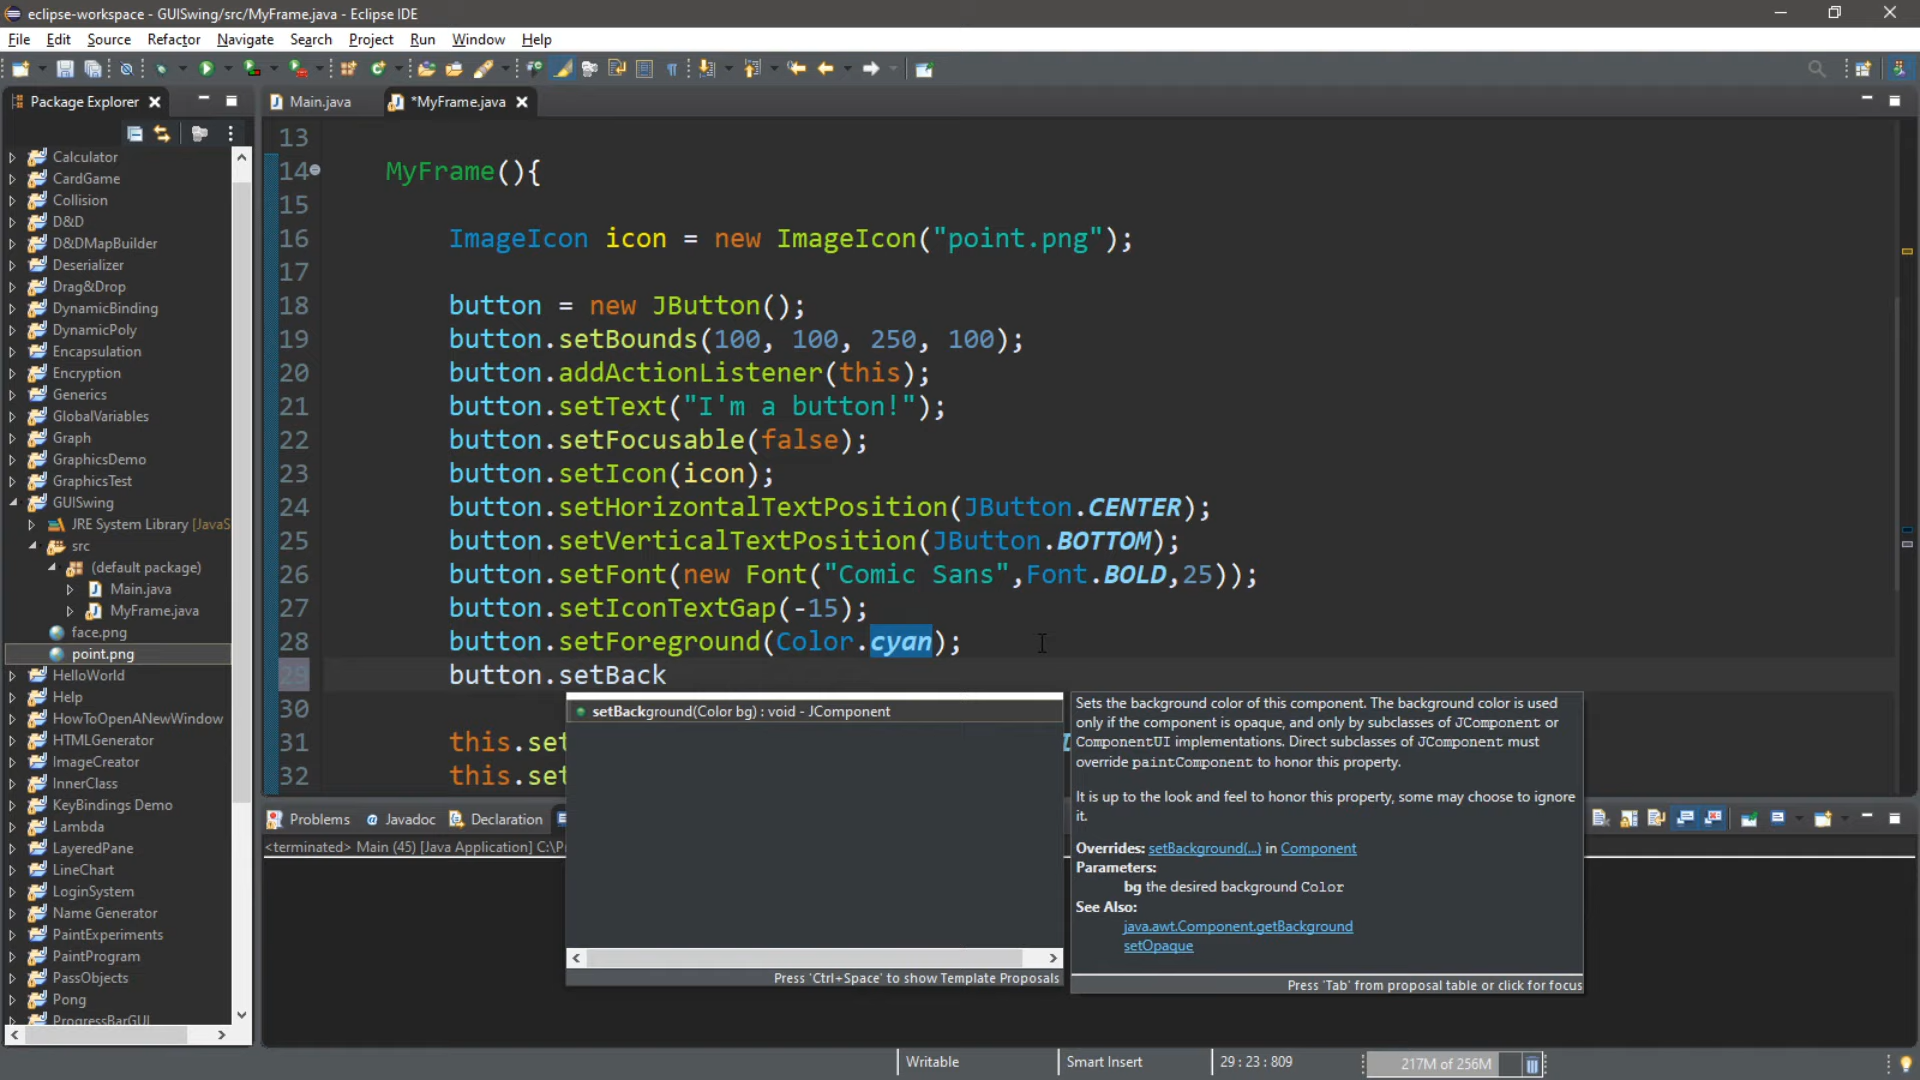 eclipse-workspace - GUISwing/src/MyFrame.java - Eclipse IDE
File Edit Source Refactor Navigate Search Project Run Window Help
Package Explorer
Calculator
CardGame
Collision
D&D
D&DMapBuilder
Deserializer
Drag&Drop
DynamicBinding
DynamicPoly
Encapsulation
Encryption
Generics
GlobalVariables
Graph
GraphicsDemo
GraphicsTest
GUISwing
JRE System Library [JavaS
src
(default package)
Main.java
MyFrame.java
face.png
point.png
HelloWorld
Help
HowToOpenANewWindow
HTMLGenerator
ImageCreator
InnerClass
KeyBindings Demo
Lambda
LayeredPane
LineChart
LoginSystem
Name Generator
PaintExperiments
PaintProgram
PassObjects
Pong
ProgressBarGUI
Main.java *MyFrame.java
13
14 MyFrame(){
15
16 ImageIcon icon = new ImageIcon("point.png");
17
18 button = new JButton();
19 button.setBounds(100, 100, 250, 100);
20 button.addActionListener(this);
21 button.setText("I'm a button!");
22 button.setFocusable(false);
23 button.setIcon(icon);
24 button.setHorizontalTextPosition(JButton.CENTER);
25 button.setVerticalTextPosition(JButton.BOTTOM);
26 button.setFont(new Font("Comic Sans",Font.BOLD,25));
27 button.setIconTextGap(-15);
28 button.setForeground(Color.cyan);
29 button.setBack
30
31 this.set
32 this.set
setBackground(Color bg) : void - JComponent
Press 'Ctrl+Space' to show Template Proposals
Sets the background color of this component. The background color is used
only if the component is opaque, and only by subclasses of JComponent or
ComponentUI implementations. Direct subclasses of JComponent must
override paintComponent to honor this property.
It is up to the look and feel to honor this property, some may choose to ignore
it.
Overrides: setBackground(...) in Component
Parameters:
bg the desired background Color
See Also:
java.awt.Component.getBackground
setOpaque
Press 'Tab' from proposal table or click for focus
Problems Javadoc Declaration
<terminated> Main (45) [Java Application] C:\P
Writable Smart Insert 29 : 23 : 809 217M of 256M